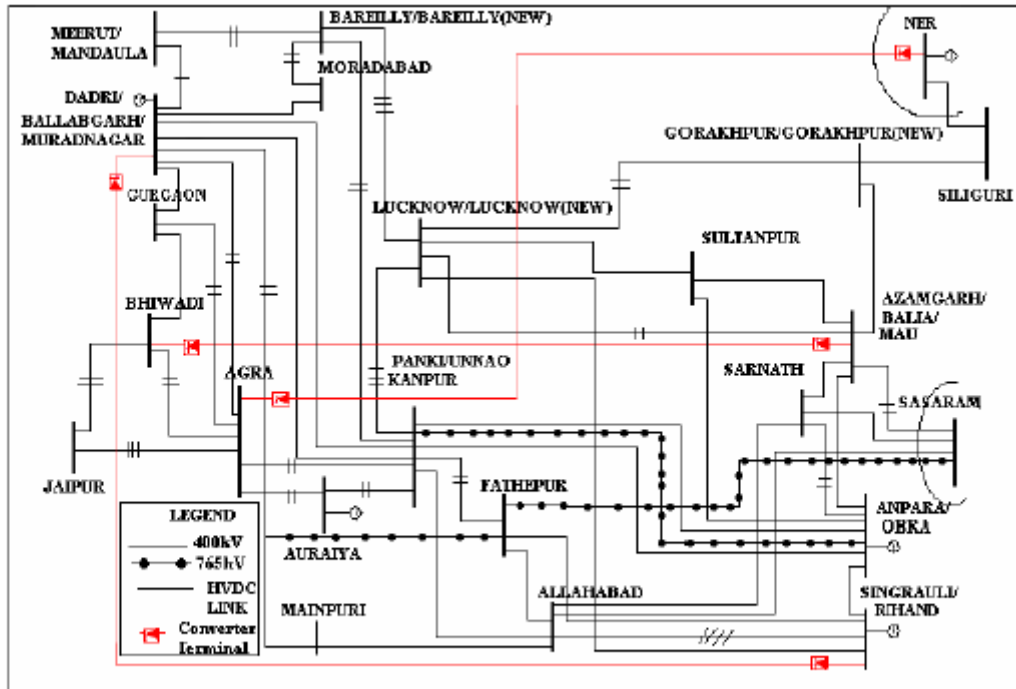 BAREILLY/BAREILLY(NEW)
MEERUT/
MANDAULA
NER
MORADABAD
DADRI/
BALLABGARH/
MURADNAGAR
GORAKHPUR/GORAKHPUR(NEW)
GUEGAON
SILIGURI
LUCKNOW/LUCKNOW(NEW)
SULTANPUR
BHIWADI
AZAMGARH/
BALIA/
MAU
PANKI/UNNAO
KANPUR
AGRA
SARNATH
SASARAM
JAIPUR
FATHEPUR
LEGEND
400kV
765kV
HVDC
LINK
Converter
Terminal
ANPARA/
OBRA
AURAIYA
ALLAHABAD
SINGRAULI/
RIHAND
MAINPURI